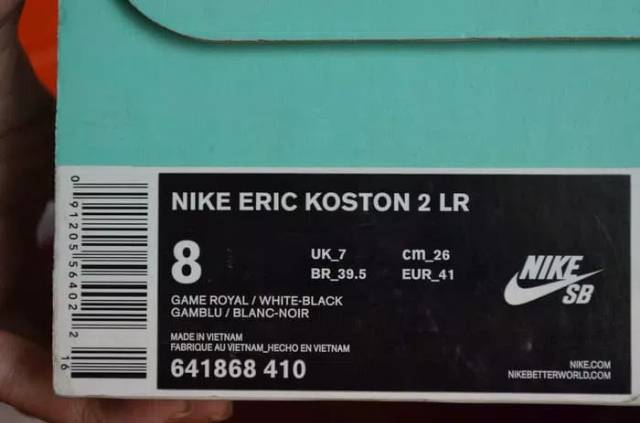 NIKE ERIC KOSTON 2 LR
8
UK_7 cm_26
BR_39.5 EUR_41
GAME ROYAL / WHITE-BLACK
GAMBLU / BLANC-NOIR
MADE IN VIETNAM
FABRIQUE AU VIETNAM_HECHO EN VIETNAM
641868 410
NIKE
SB
NIKE.COM
NIKEBETTERWORLD.COM
0 91205 56402 2
16